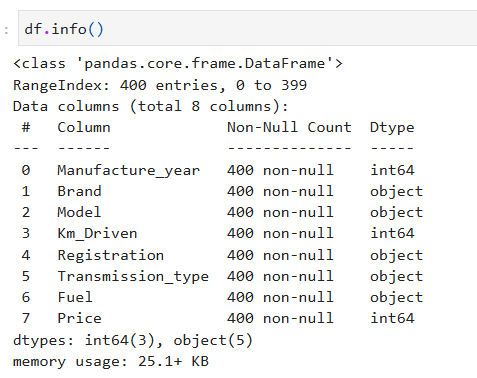 : df.info()
<class 'pandas.core.frame.DataFrame'>
RangeIndex: 400 entries, 0 to 399
Data columns (total 8 columns):
 #   Column             Non-Null Count  Dtype
---  ------             --------------  -----
 0   Manufacture_year   400 non-null    int64
 1   Brand              400 non-null    object
 2   Model              400 non-null    object
 3   Km_Driven          400 non-null    int64
 4   Registration       400 non-null    object
 5   Transmission_type  400 non-null    object
 6   Fuel               400 non-null    object
 7   Price              400 non-null    int64
dtypes: int64(3), object(5)
memory usage: 25.1+ KB